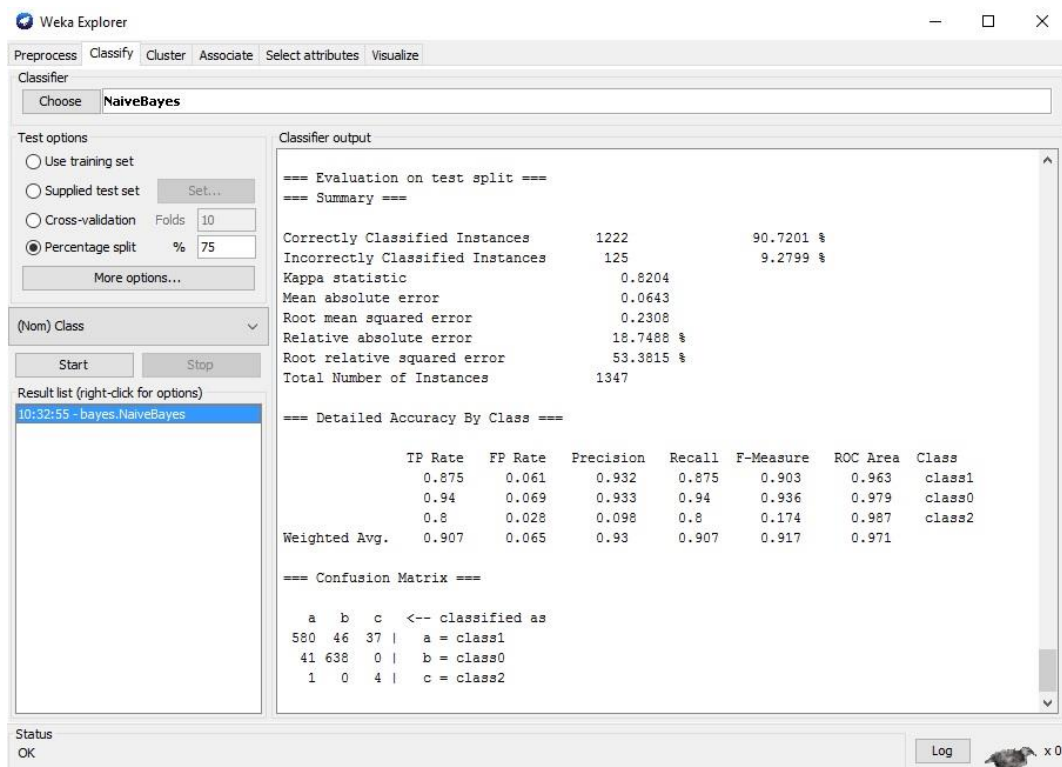 Weka Explorer
Preprocess Classify Cluster Associate Select attributes Visualize
Classifier
Choose NaiveBayes
Test options
Use training set
Supplied test set Set...
Cross-validation Folds 10
Percentage split % 75
More options...
(Nom) Class
Start Stop
Result list (right-click for options)
10:32:55 - bayes.NaiveBayes
Classifier output
=== Evaluation on test split ===
=== Summary ===
Correctly Classified Instances 1222 90.7201 %
Incorrectly Classified Instances 125 9.2799 %
Kappa statistic 0.8204
Mean absolute error 0.0643
Root mean squared error 0.2308
Relative absolute error 18.7488 %
Root relative squared error 53.3815 %
Total Number of Instances 1347
=== Detailed Accuracy By Class ===
TP Rate FP Rate Precision Recall F-Measure ROC Area Class
0.875 0.061 0.932 0.875 0.903 0.963 class1
0.94 0.069 0.933 0.94 0.936 0.979 class0
0.8 0.028 0.098 0.8 0.174 0.987 class2
Weighted Avg. 0.907 0.065 0.93 0.907 0.917 0.971
=== Confusion Matrix ===
a b c <-- classified as
580 46 37 | a = class1
41 638 0 | b = class0
1 0 4 | c = class2
Status
OK
Log x 0